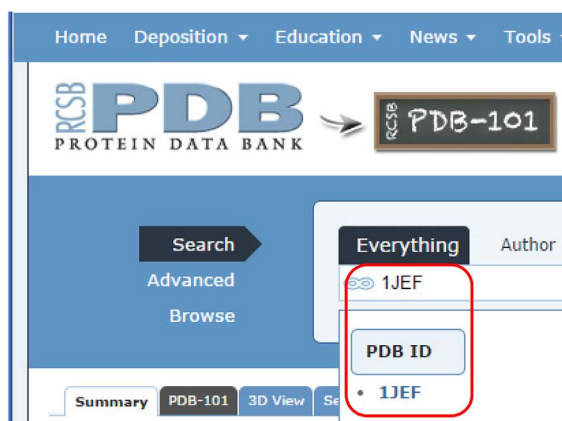 Home Deposition Education News Tools
RCSB PDB
PROTEIN DATA BANK
RCSB PDB-101
Search Everything Author
Advanced 1JEF
Browse
PDB ID
1JEF
Summary PDB-101 3D View Se